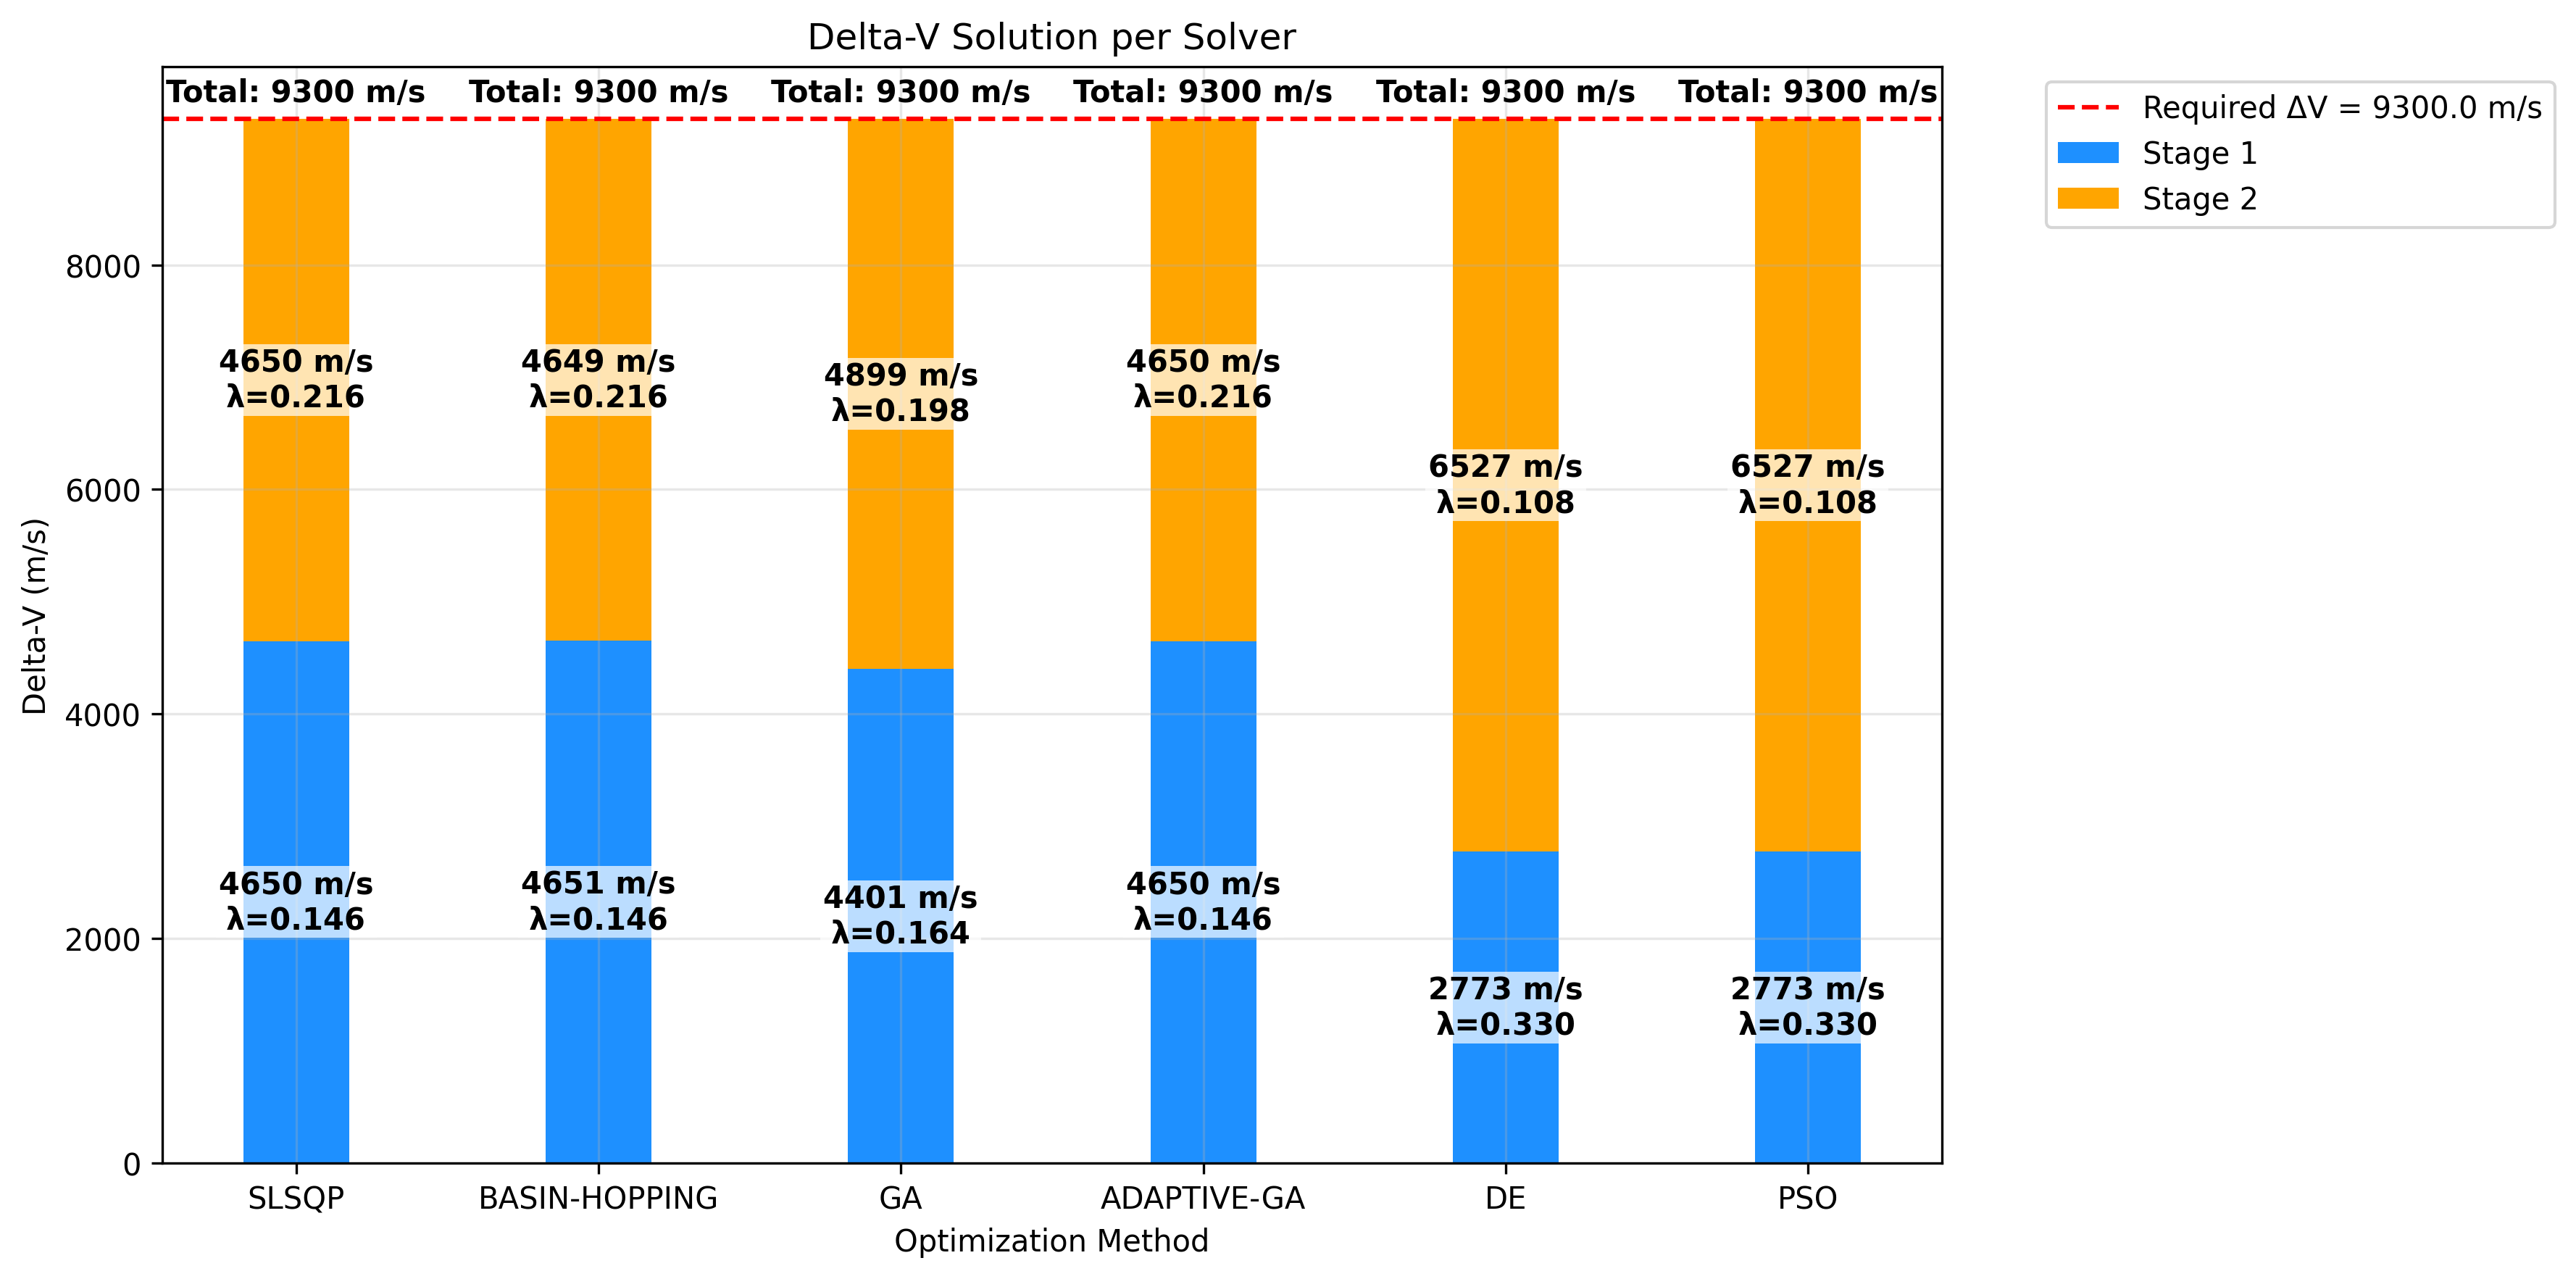 Delta-V Solution per Solver
Total: 9300 m/s
Total: 9300 m/s
Total: 9300 m/s
Total: 9300 m/s
Total: 9300 m/s
Total: 9300 m/s
Required ΔV = 9300.0 m/s
Stage 1
Stage 2
Delta-V (m/s)
8000
6000
4000
2000
0
4650 m/s
λ=0.216
4649 m/s
λ=0.216
4899 m/s
λ=0.198
4650 m/s
λ=0.216
6527 m/s
λ=0.108
6527 m/s
λ=0.108
4650 m/s
λ=0.146
4651 m/s
λ=0.146
4401 m/s
λ=0.164
4650 m/s
λ=0.146
2773 m/s
λ=0.330
2773 m/s
λ=0.330
SLSQP
BASIN-HOPPING
GA
ADAPTIVE-GA
DE
PSO
Optimization Method